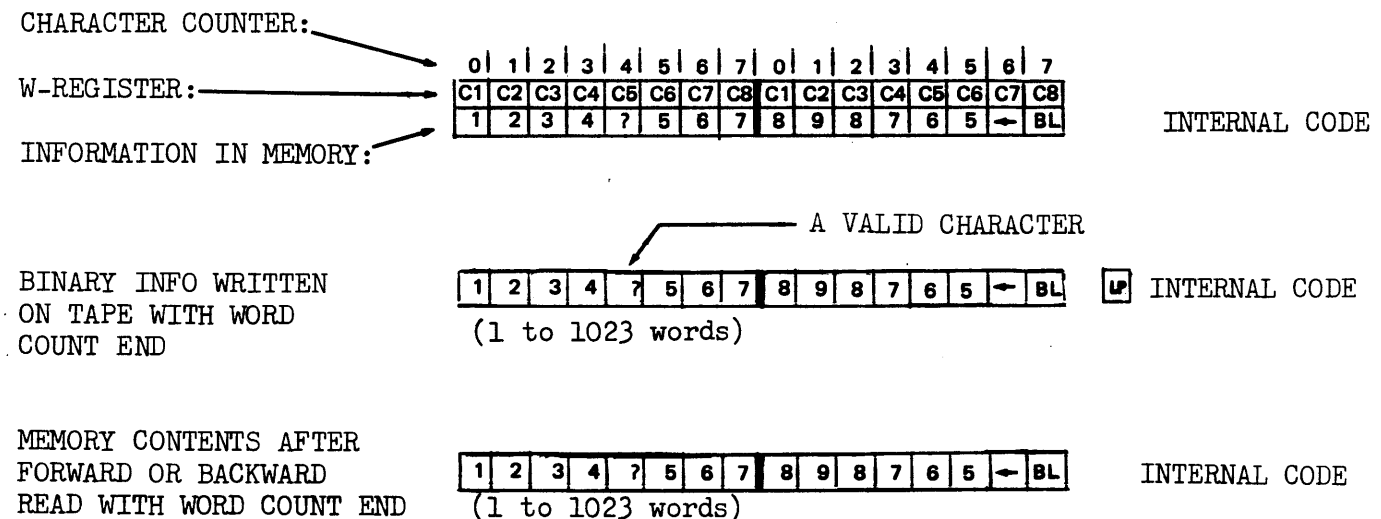 CHARACTER COUNTER:
0 1 2 3 4 5 6 7 0 1 2 3 4 5 6 7
W-REGISTER:
C1 C2 C3 C4 C5 C6 C7 C8 C1 C2 C3 C4 C5 C6 C7 C8
1 2 3 4 ? 5 6 7 8 9 8 7 6 5 ← BL
INTERNAL CODE
INFORMATION IN MEMORY:
A VALID CHARACTER
BINARY INFO WRITTEN
ON TAPE WITH WORD
COUNT END
1 2 3 4 ? 5 6 7 8 9 8 7 6 5 ← BL
LP INTERNAL CODE
(1 to 1023 words)
MEMORY CONTENTS AFTER
FORWARD OR BACKWARD
READ WITH WORD COUNT END
1 2 3 4 ? 5 6 7 8 9 8 7 6 5 ← BL
INTERNAL CODE
(1 to 1023 words)